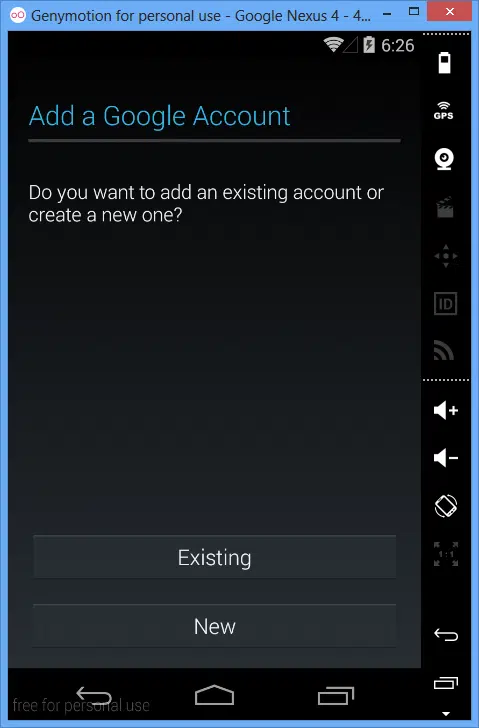 Genymotion for personal use - Google Nexus 4 - 4...
6:26
GPS
Add a Google Account
Do you want to add an existing account or
create a new one?
ID
1:1
Existing
New
free for personal use